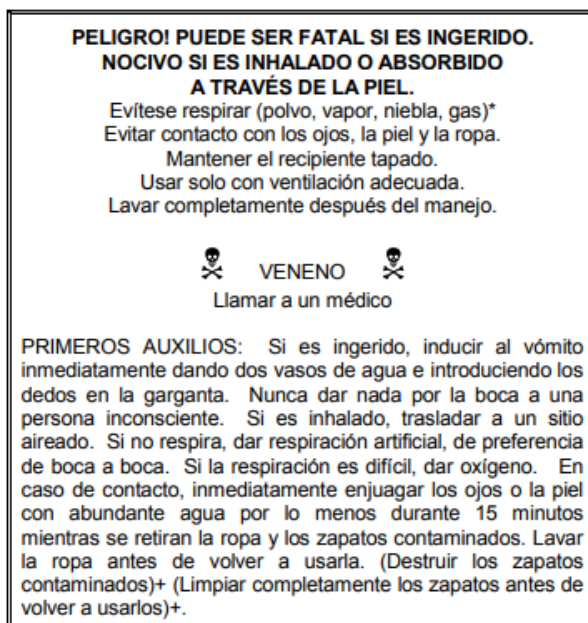 PELIGRO! PUEDE SER FATAL SI ES INGERIDO.
NOCIVO SI ES INHALADO O ABSORBIDO
A TRAVÉS DE LA PIEL.
Evítese respirar (polvo, vapor, niebla, gas)*
Evitar contacto con los ojos, la piel y la ropa.
Mantener el recipiente tapado.
Usar solo con ventilación adecuada.
Lavar completamente después del manejo.
VENENO
Llamar a un médico
PRIMEROS AUXILIOS: Si es ingerido, inducir al vómito
inmediatamente dando dos vasos de agua e introduciendo los
dedos en la garganta. Nunca dar nada por la boca a una
persona inconsciente. Si es inhalado, trasladar a un sitio
aireado. Si no respira, dar respiración artificial, de preferencia
de boca a boca. Si la respiración es difícil, dar oxígeno. En
caso de contacto, inmediatamente enjuagar los ojos o la piel
con abundante agua por lo menos durante 15 minutos
mientras se retiran la ropa y los zapatos contaminados. Lavar
la ropa antes de volver a usarla. (Destruir los zapatos
contaminados)+ (Limpiar completamente los zapatos antes de
volver a usarlos)+.